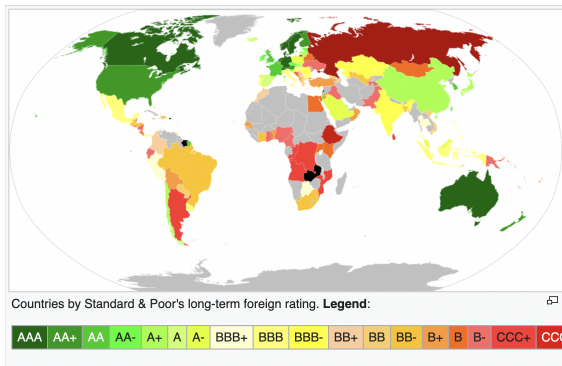 Countries by Standard & Poor's long-term foreign rating. Legend:
AAA AA+ AA AA- A+ A A- BBB+ BBB BBB- BB+ BB BB- B+ B B- CCC+ CCC